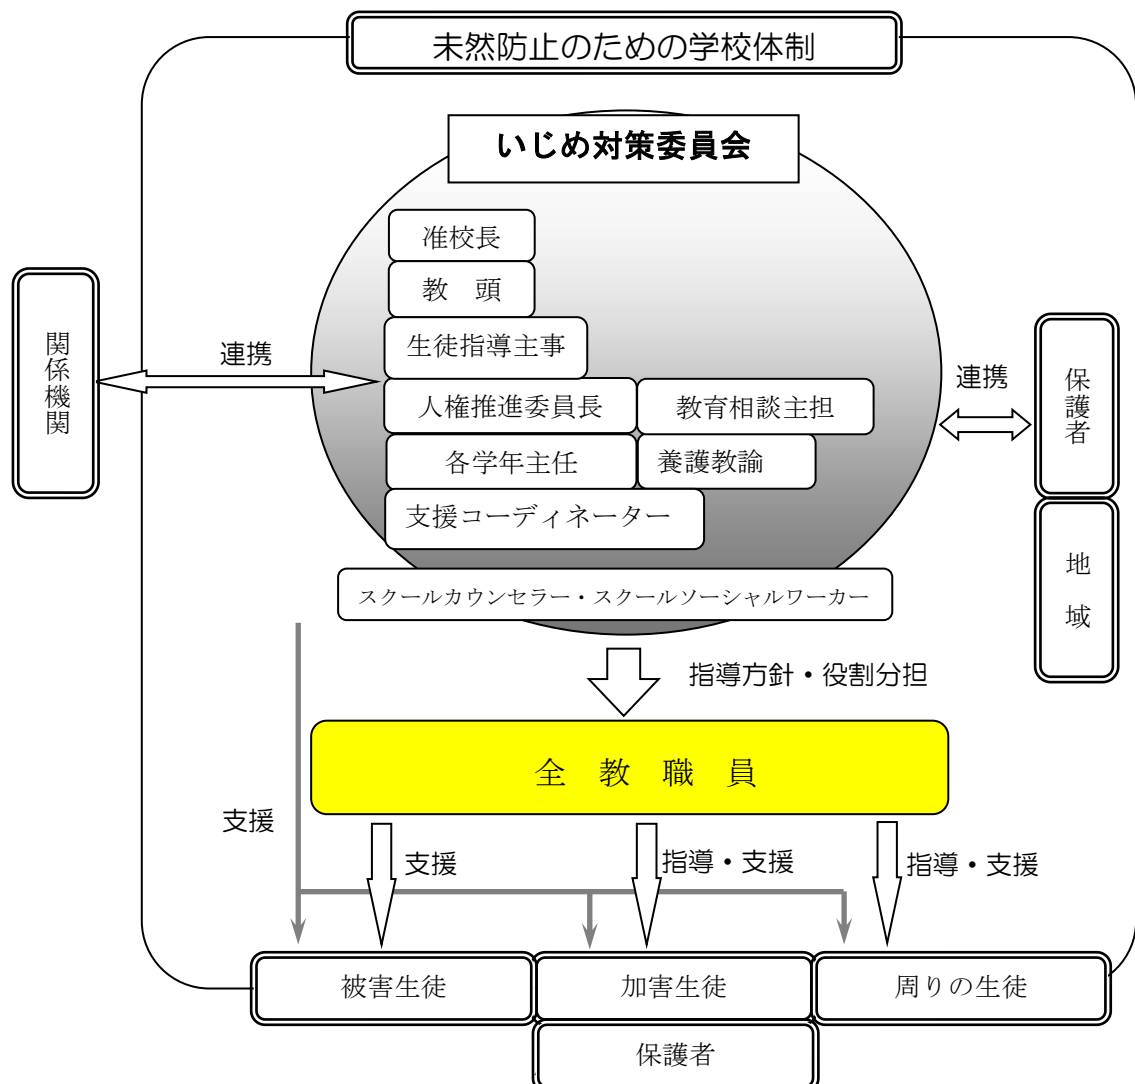 未然防止のための学校体制
いじめ対策委員会
准校長
教　頭
生徒指導主事
人権推進委員長
教育相談主担
各学年主任
養護教諭
支援コーディネーター
スクールカウンセラー・スクールソーシャルワーカー
関係機関
連携
連携
保護者
地域
指導方針・役割分担
全　教　職　員
支援
支援
指導・支援
指導・支援
被害生徒
加害生徒
周りの生徒
保護者